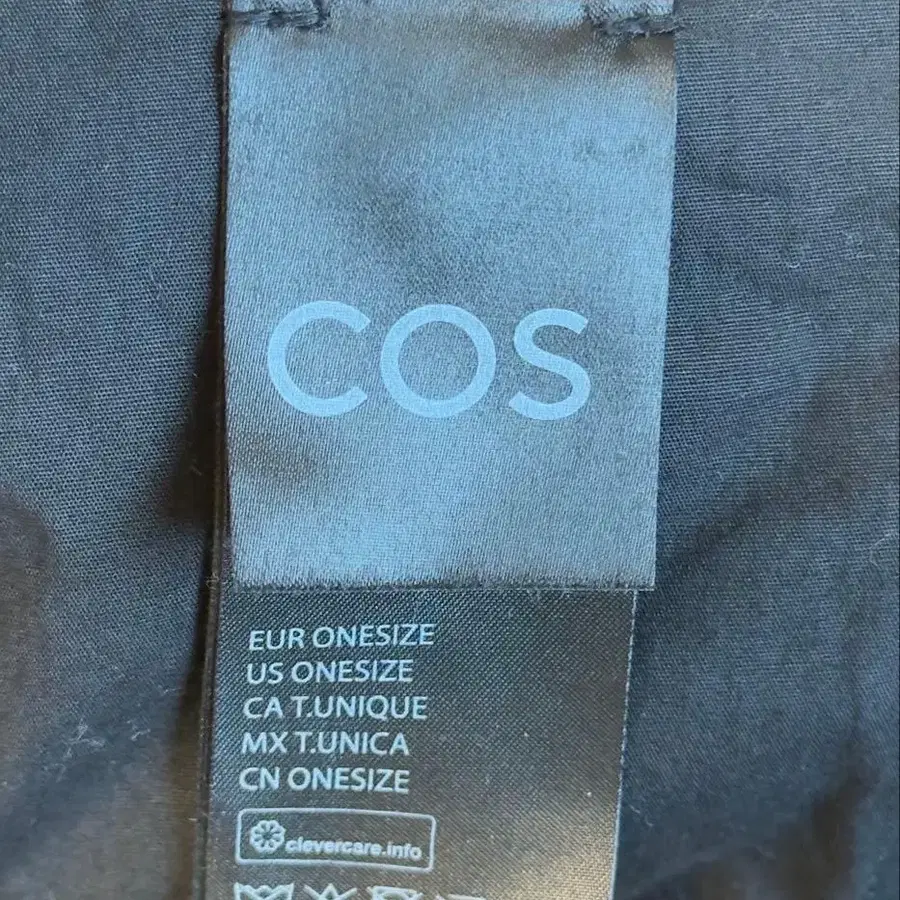 COS
EUR ONESIZE
US ONESIZE
CA T.UNIQUE
MX T.UNICA
CN ONESIZE
clevercare.info